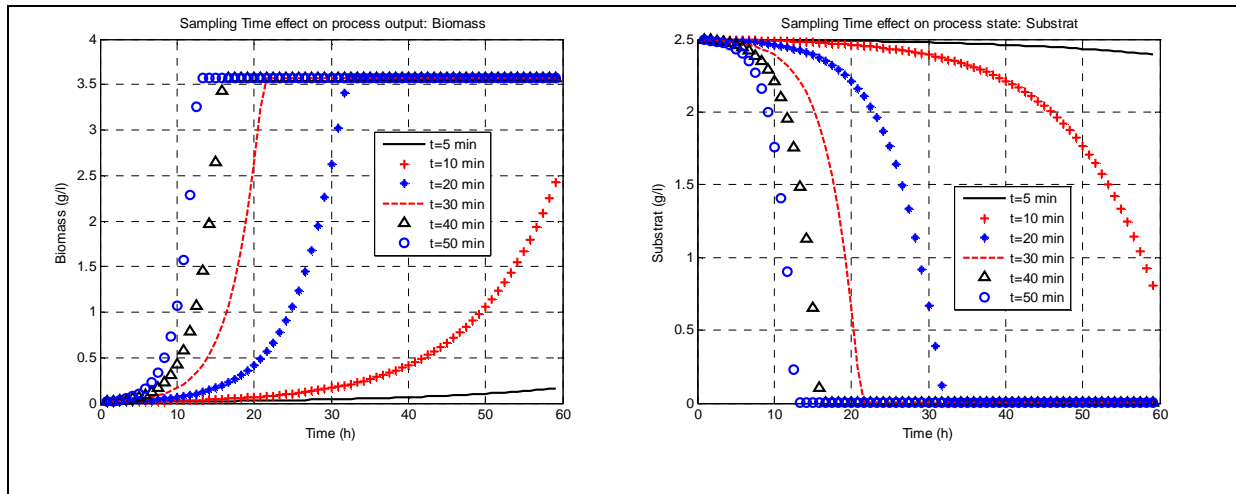 Sampling Time effect on process output: Biomass
4
3.5
3
2.5
2
1.5
1
0.5
0
Biomass (g/l)
t=5 min
t=10 min
t=20 min
t=30 min
t=40 min
t=50 min
0
10
20
30
40
50
60
Time (h)
Sampling Time effect on process state: Substrat
2.5
2
1.5
1
0.5
0
Substrat (g/l)
t=5 min
t=10 min
t=20 min
t=30 min
t=40 min
t=50 min
0
10
20
30
40
50
60
Time (h)